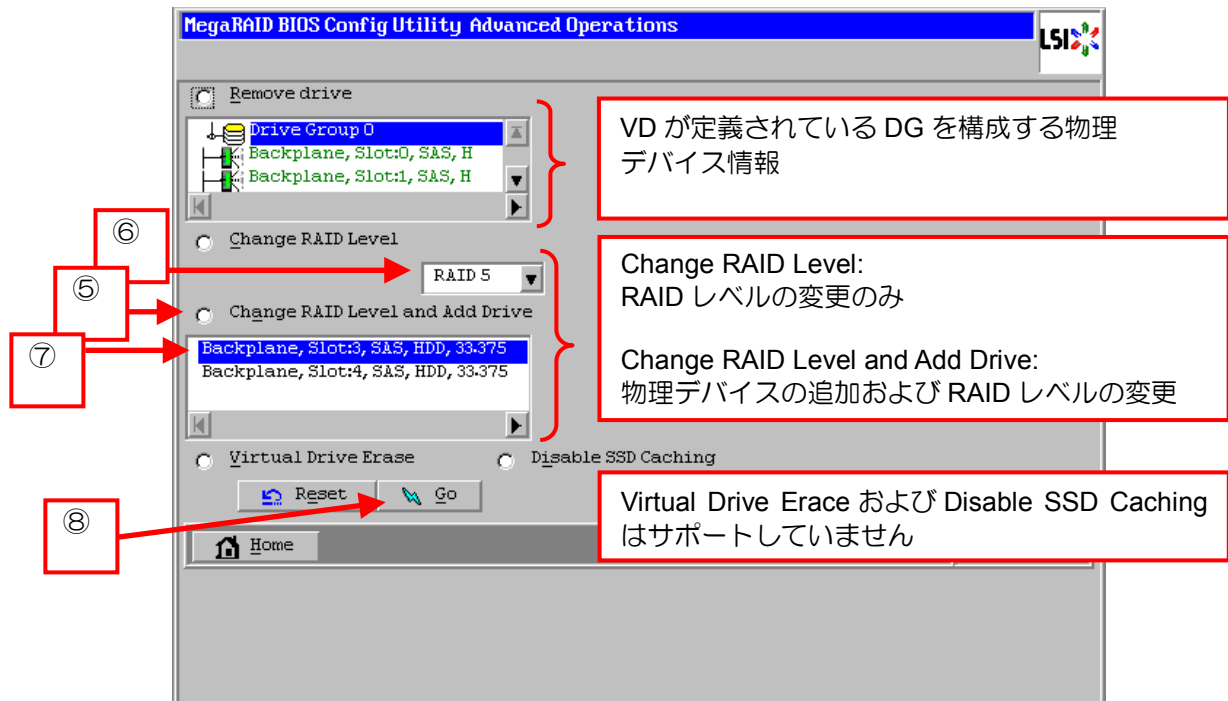 MegaRAID BIOS Config Utility Advanced Operations
LSI
Remove drive
Drive Group 0
Backplane, Slot:0, SAS, H
Backplane, Slot:1, SAS, H
VD が定義されている DG を構成する物理
デバイス情報
⑥
Change RAID Level
RAID 5
⑤
Change RAID Level and Add Drive
⑦
Backplane, Slot:3, SAS, HDD, 33.375
Backplane, Slot:4, SAS, HDD, 33.375
Change RAID Level:
RAID レベルの変更のみ
Change RAID Level and Add Drive:
物理デバイスの追加および RAID レベルの変更
Virtual Drive Erase
Disable SSD Caching
Reset
Go
⑧
Virtual Drive Erace および Disable SSD Caching
はサポートしていません
Home